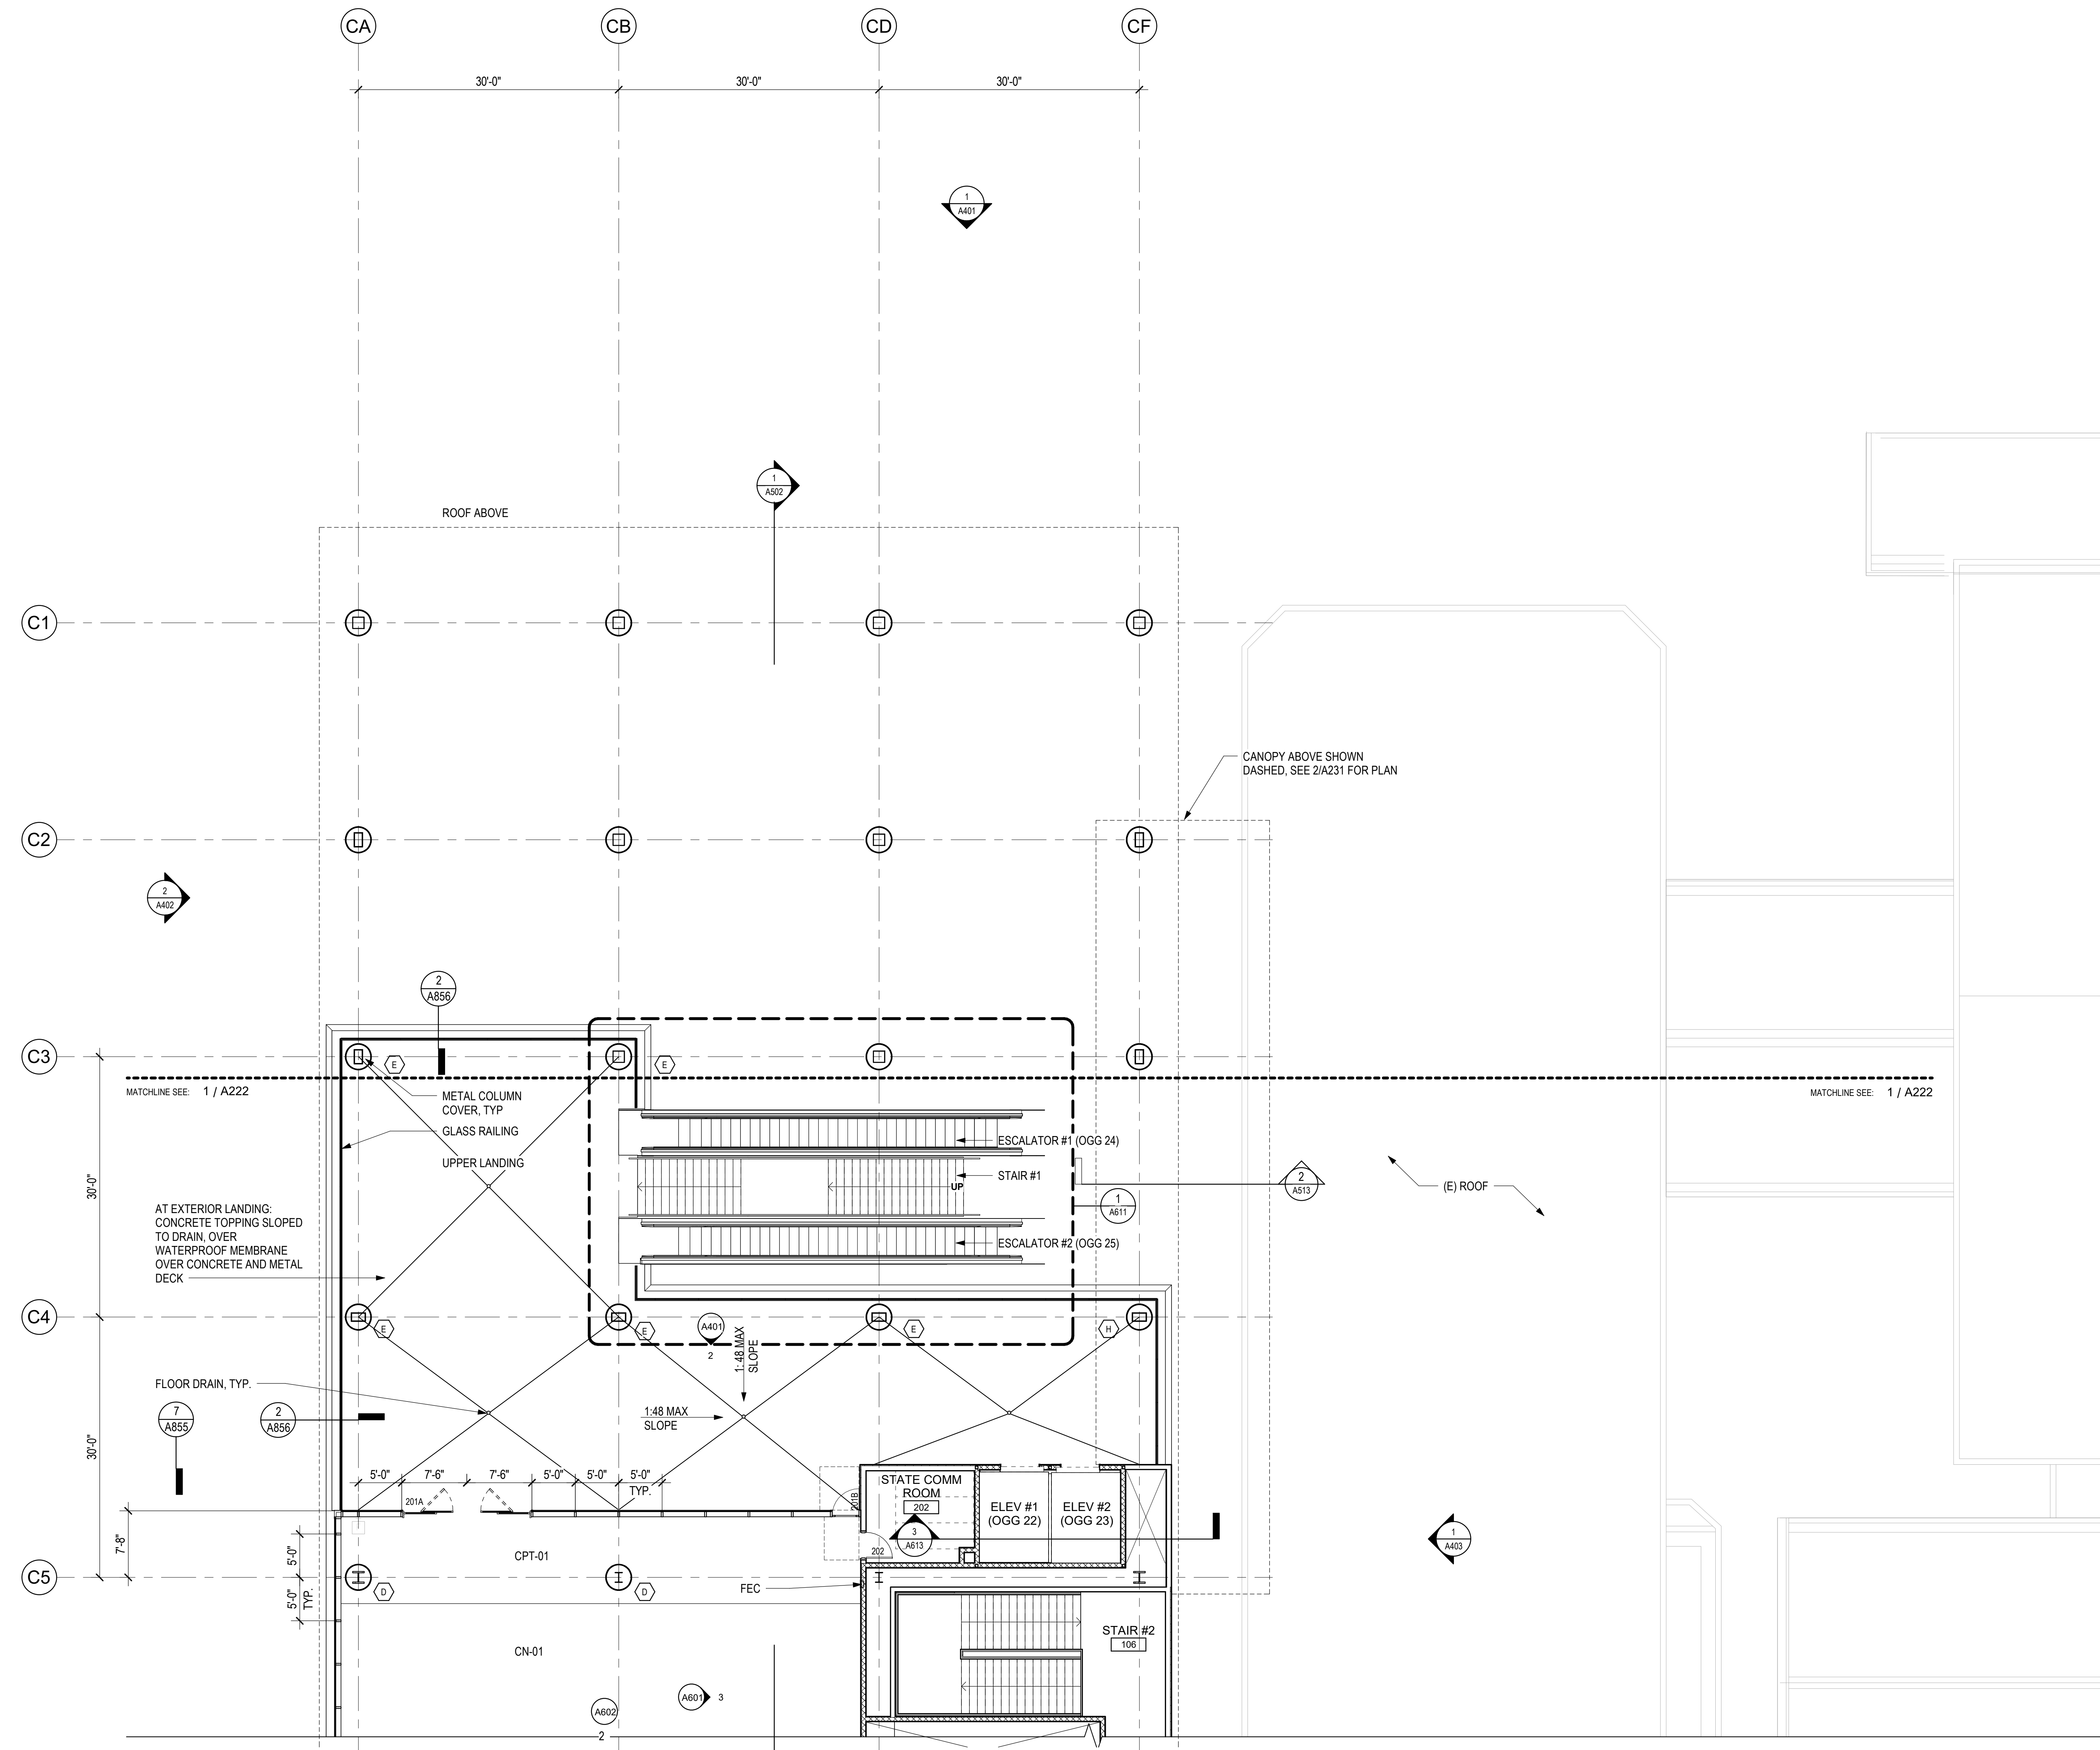 CA
CB
CD
CF
30'-0"
30'-0"
30'-0"
1
A401
1
A502
ROOF ABOVE
C1
CANOPY ABOVE SHOWN
DASHED, SEE 2/A231 FOR PLAN
C2
2
A402
2
A856
C3
E
E
MATCHLINE SEE: 1 / A222
MATCHLINE SEE: 1 / A222
METAL COLUMN
COVER, TYP
GLASS RAILING
UPPER LANDING
ESCALATOR #1 (OGG 24)
STAIR #1
UP
ESCALATOR #2 (OGG 25)
1
A611
2
A513
(E) ROOF
30'-0"
AT EXTERIOR LANDING:
CONCRETE TOPPING SLOPED
TO DRAIN, OVER
WATERPROOF MEMBRANE
OVER CONCRETE AND METAL
DECK
C4
E
E
A401
2
E
H
1: 48 MAX
SLOPE
FLOOR DRAIN, TYP.
7
A855
2
A856
1:48 MAX
SLOPE
30'-0"
5'-0"
7'-6"
7'-6"
5'-0"
5'-0"
5'-0"
TYP.
201A
201B
STATE COMM
ROOM
202
ELEV #1
(OGG 22)
ELEV #2
(OGG 23)
3
A613
1
A403
7'-8"
5'-0"
CPT-01
202
C5
D
D
FEC
5'-0"
TYP.
STAIR #2
106
CN-01
A601
3
A602
2